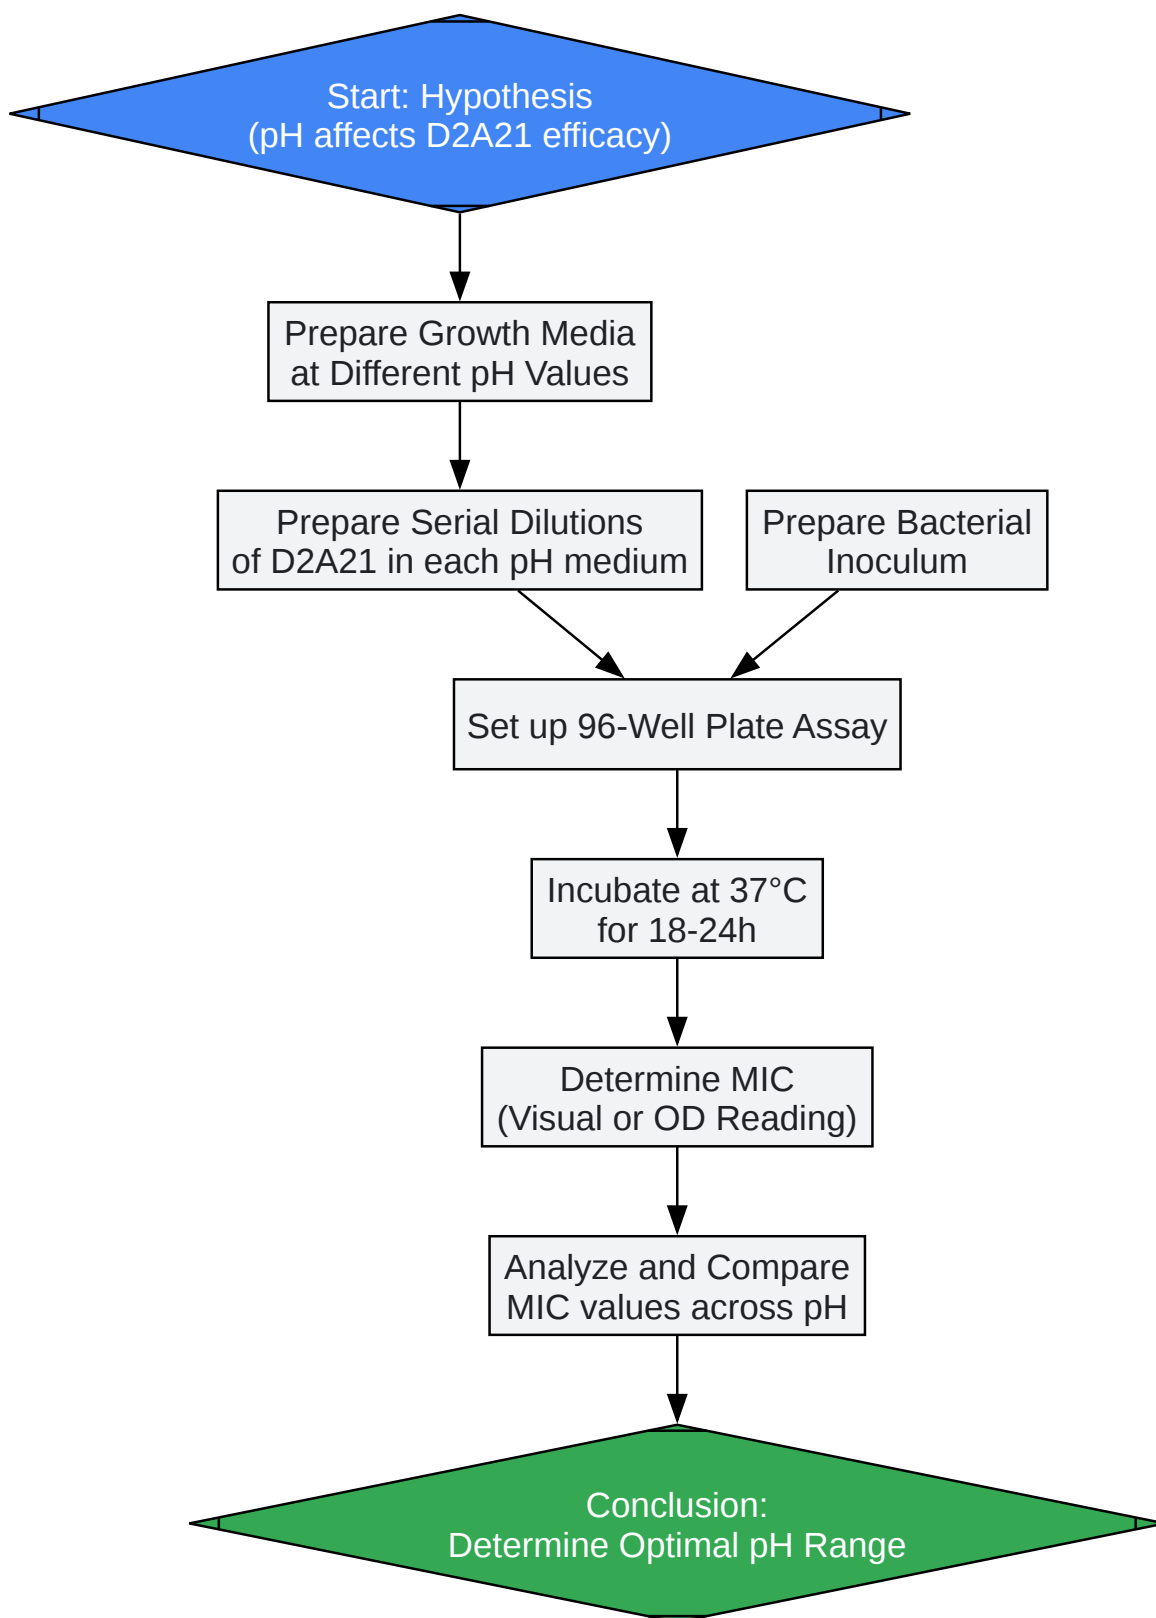 Start: Hypothesis
(pH affects D2A21 efficacy)
Prepare Growth Media
at Different pH Values
Prepare Serial Dilutions
of D2A21 in each pH medium
Prepare Bacterial
Inoculum
Set up 96-Well Plate Assay
Incubate at 37°C
for 18-24h
Determine MIC
(Visual or OD Reading)
Analyze and Compare
MIC values across pH
Conclusion:
Determine Optimal pH Range